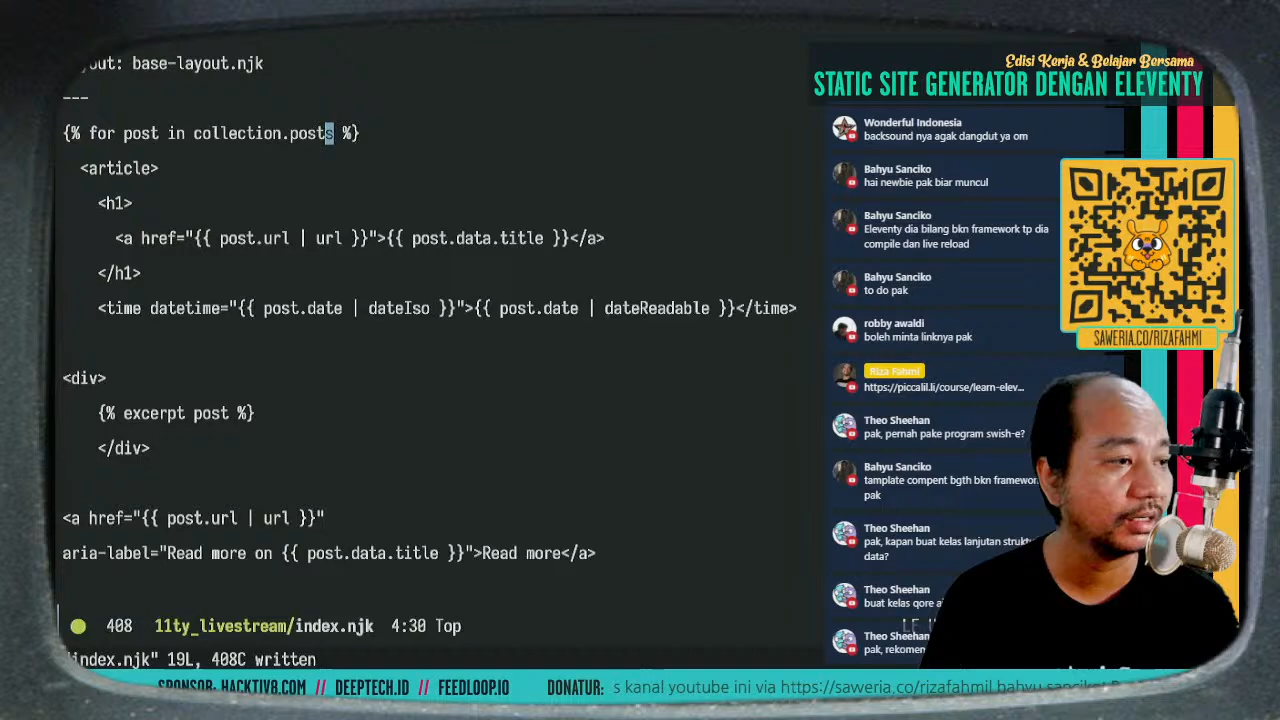 yout: base-layout.njk
---
{% for post in collection.posts %}
<article>
<h1>
<a href="{{ post.url | url }}">{{ post.data.title }}</a>
</h1>
<time datetime="{{ post.date | dateIso }}">{{ post.date | dateReadable }}</time>
<div>
{% excerpt post %}
</div>
<a href="{{ post.url | url }}"
aria-label="Read more on {{ post.data.title }}">Read more</a>
408 11ty_livestream/index.njk 4:30 Top
index.njk" 19L, 408C written
Edisi Kerja & Belajar Bersama
STATIC SITE GENERATOR DENGAN ELEVENTY
Wonderful Indonesia
backsound nya agak dangdut ya om
Bahyu Sanciko
hai newbie pak biar muncul
Bahyu Sanciko
Eleventy dia bilang bkn framework tp dia
compile dan live reload
Bahyu Sanciko
to do pak
robby awaldi
boleh minta linknya pak
Riza Fahmi
https://piccalil.li/course/learn-elev...
Theo Sheehan
pak, pernah pake program swish-e?
Bahyu Sanciko
tamplate compent bgth bkn framewor
pak
Theo Sheehan
pak, kapan buat kelas lanjutan strukt
data?
Theo Sheehan
buat kelas qore
Theo Sheehan
pak, rekomen
SAWERIA.CO/RIZAFAHMI
SPONSOR: HACKTIV8.COM // DEEPTECH.ID // FEEDLOOP.IO
DONATUR: s kanal youtube ini via https://saweria.co/rizafahmi